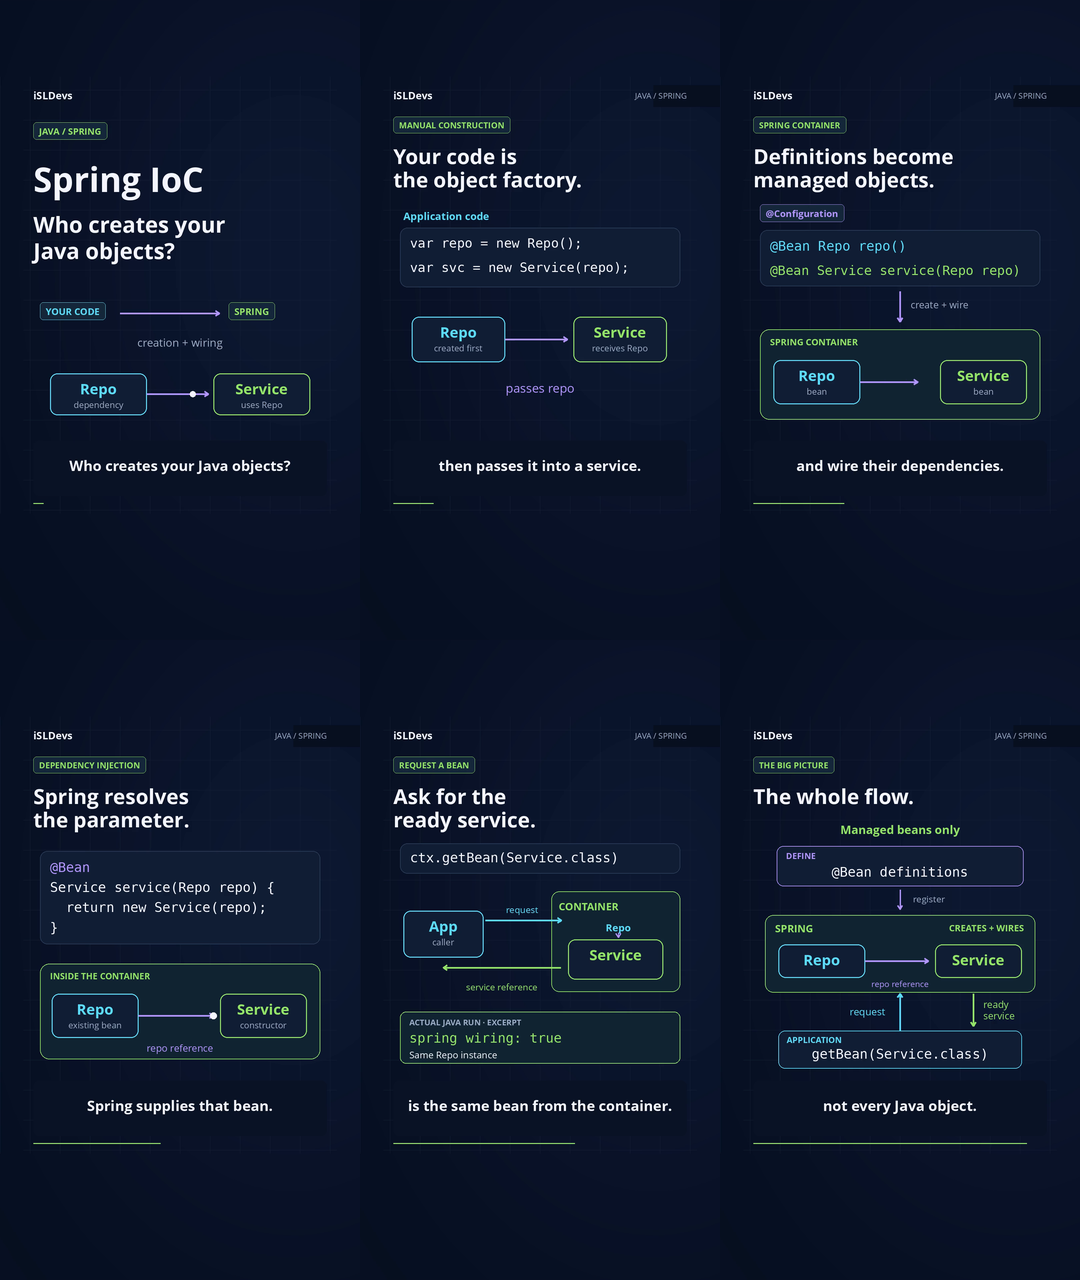 iSLDevs
JAVA / SPRING
Spring IoC
Who creates your
Java objects?
YOUR CODE
SPRING
creation + wiring
Repo
dependency
Service
uses Repo
Who creates your Java objects?
iSLDevs
JAVA / SPRING
MANUAL CONSTRUCTION
Your code is
the object factory.
Application code
var repo = new Repo();
var svc = new Service(repo);
Repo
created first
Service
receives Repo
passes repo
then passes it into a service.
iSLDevs
JAVA / SPRING
SPRING CONTAINER
Definitions become
managed objects.
@Configuration
@Bean Repo repo()
@Bean Service service(Repo repo)
create + wire
SPRING CONTAINER
Repo
bean
Service
bean
and wire their dependencies.
iSLDevs
JAVA / SPRING
DEPENDENCY INJECTION
Spring resolves
the parameter.
@Bean
Service service(Repo repo) {
  return new Service(repo);
}
INSIDE THE CONTAINER
Repo
existing bean
Service
constructor
repo reference
Spring supplies that bean.
iSLDevs
JAVA / SPRING
REQUEST A BEAN
Ask for the
ready service.
ctx.getBean(Service.class)
App
caller
request
CONTAINER
Repo
Service
service reference
ACTUAL JAVA RUN · EXCERPT
spring wiring: true
Same Repo instance
is the same bean from the container.
iSLDevs
JAVA / SPRING
THE BIG PICTURE
The whole flow.
Managed beans only
DEFINE
@Bean definitions
register
SPRING
CREATES + WIRES
Repo
Service
repo reference
request
ready
service
APPLICATION
getBean(Service.class)
not every Java object.